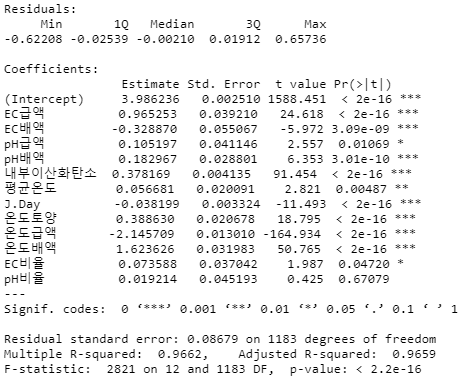 Residuals:
Min 1Q Median 3Q Max
-0.62208 -0.02539 -0.00210 0.01912 0.65736
Coefficients:
Estimate Std. Error t value Pr(>|t|)
(Intercept) 3.986236 0.002510 1588.451 < 2e-16 ***
EC급액 0.965253 0.039210 24.618 < 2e-16 ***
EC배액 -0.328870 0.055067 -5.972 3.09e-09 ***
pH급액 0.105197 0.041146 2.557 0.01069 *
pH배액 0.182967 0.028801 6.353 3.01e-10 ***
내부이산화탄소 0.378169 0.004135 91.454 < 2e-16 ***
평균온도 0.056681 0.020091 2.821 0.00487 **
J.Day -0.038199 0.003324 -11.493 < 2e-16 ***
온도토양 0.388630 0.020678 18.795 < 2e-16 ***
온도급액 -2.145709 0.013010 -164.934 < 2e-16 ***
온도배액 1.623626 0.031983 50.765 < 2e-16 ***
EC비율 0.073588 0.037042 1.987 0.04720 *
pH비율 0.019214 0.045193 0.425 0.67079
---
Signif. codes: 0 ‘***’ 0.001 ‘**’ 0.01 ‘*’ 0.05 ‘.’ 0.1 ‘ ’ 1
Residual standard error: 0.08679 on 1183 degrees of freedom
Multiple R-squared: 0.9662, Adjusted R-squared: 0.9659
F-statistic: 2821 on 12 and 1183 DF, p-value: < 2.2e-16